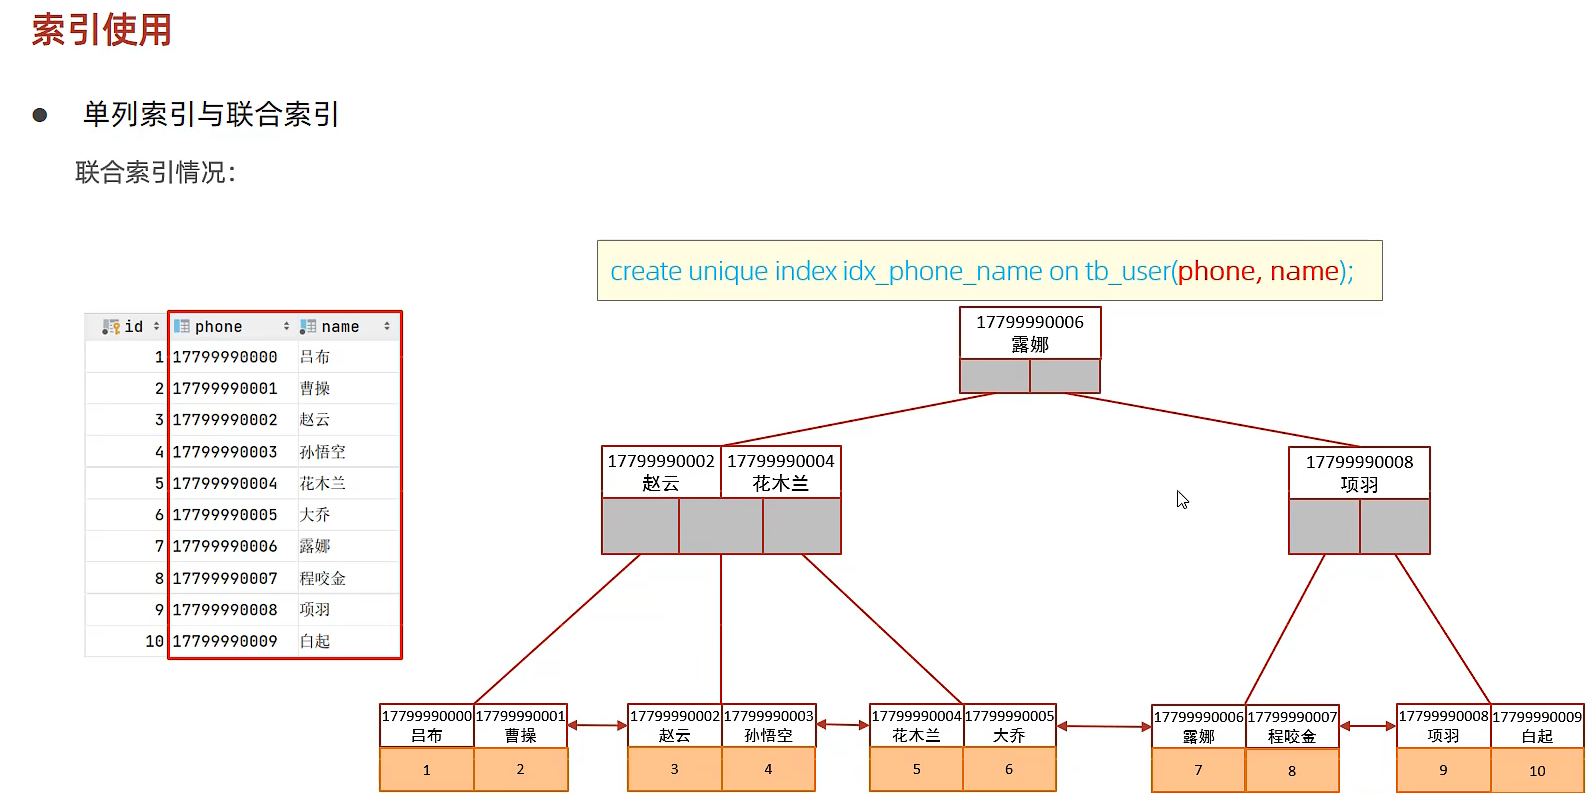 索引使用
● 单列索引与联合索引
联合索引情况：
create unique index idx_phone_name on tb_user(phone, name);
id phone name
1 17799990000 吕布
2 17799990001 曹操
3 17799990002 赵云
4 17799990003 孙悟空
5 17799990004 花木兰
6 17799990005 大乔
7 17799990006 露娜
8 17799990007 程咬金
9 17799990008 项羽
10 17799990009 白起
17799990006
露娜
17799990002 17799990004
赵云 花木兰
17799990008
项羽
17799990000 17799990001 17799990002 17799990003 17799990004 17799990005 17799990006 17799990007 17799990008 17799990009
吕布 曹操 赵云 孙悟空 花木兰 大乔 露娜 程咬金 项羽 白起
1 2 3 4 5 6 7 8 9 10